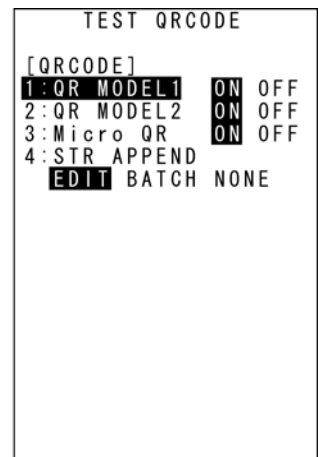 TEST QRCODE
[QRCODE]
1:QR MODEL1 ON OFF
2:QR MODEL2 ON OFF
3:Micro QR ON OFF
4:STR APPEND
EDIT BATCH NONE